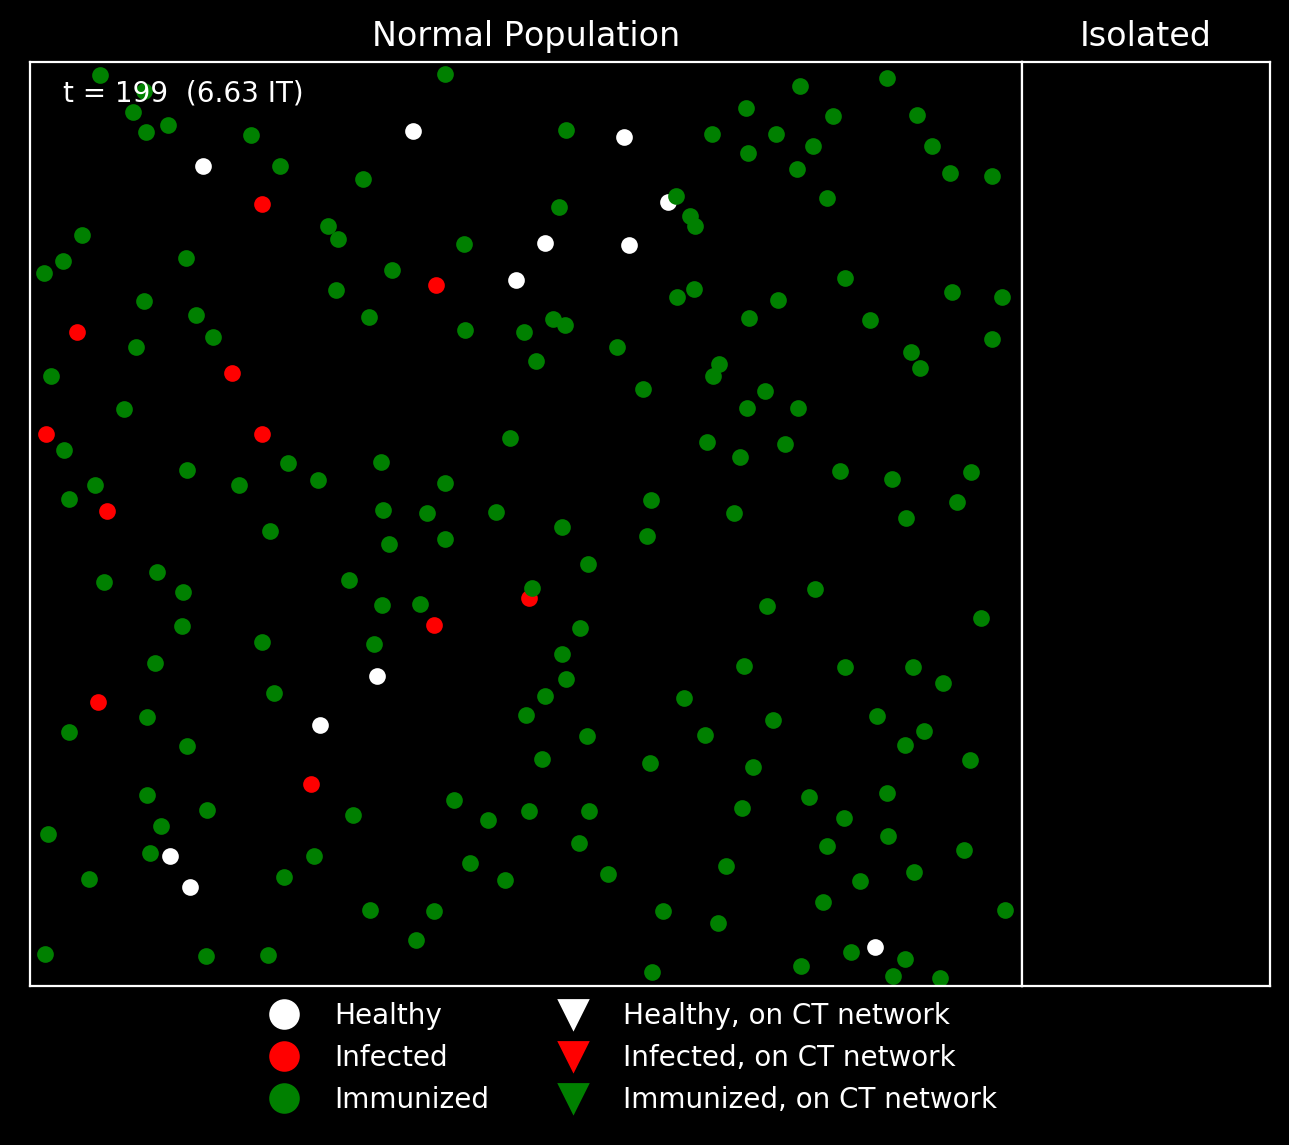 Normal Population
Isolated
t = 199  (6.63 IT)
Healthy
Infected
Immunized
Healthy, on CT network
Infected, on CT network
Immunized, on CT network